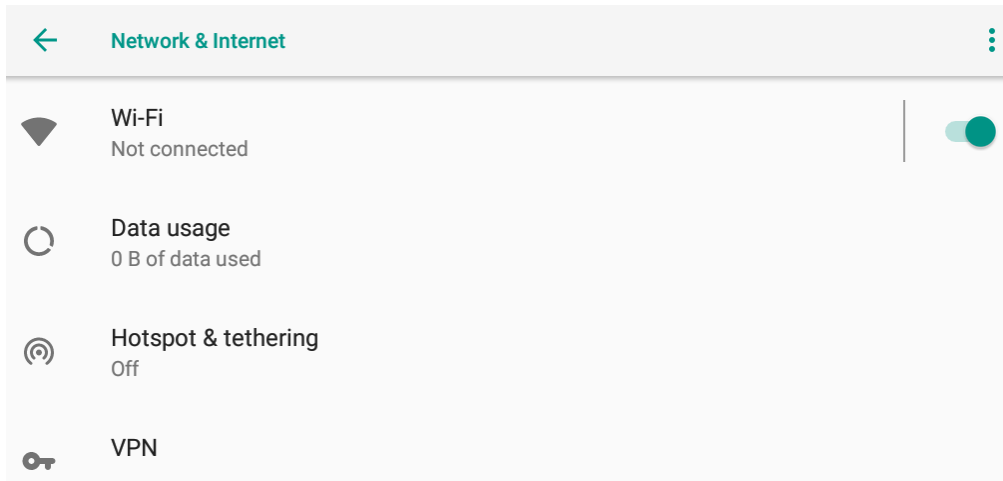 Network & Internet
Wi-Fi
Not connected
Data usage
0 B of data used
Hotspot & tethering
Off
VPN